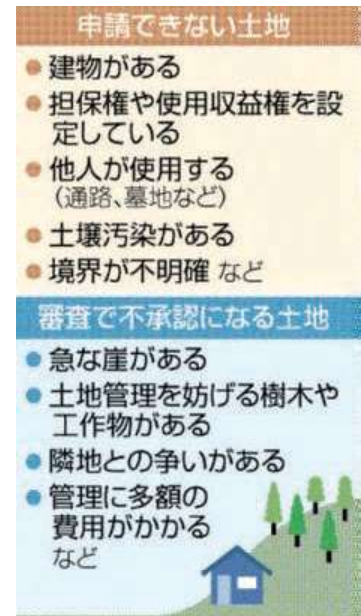 申請できない土地
● 建物がある
● 担保権や使用収益権を設
定している
● 他人が使用する
（通路、墓地など）
● 土壌汚染がある
● 境界が不明確 など
審査で不承認になる土地
● 急な崖がある
● 土地管理を妨げる樹木や
工作物がある
● 隣地との争いがある
● 管理に多額の
費用がかかる
など